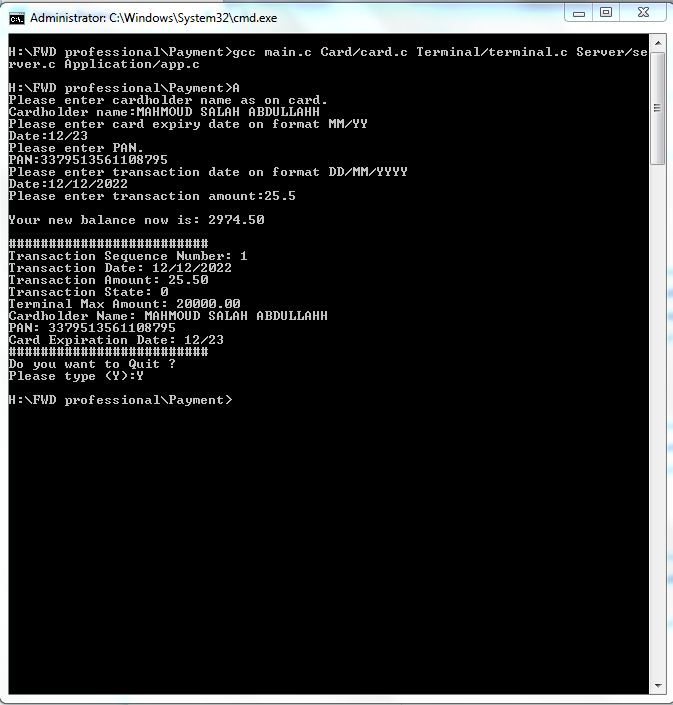 Administrator: C:\Windows\System32\cmd.exe
H:\FWD professional\Payment>gcc main.c Card/card.c Terminal/terminal.c Server/se
rver.c Application/app.c
H:\FWD professional\Payment>A
Please enter cardholder name as on card.
Cardholder name:MAHMOUD SALAH ABDULLAHH
Please enter card expiry date on format MM/YY
Date:12/23
Please enter PAN.
PAN:3379513561108795
Please enter transaction date on format DD/MM/YYYY
Date:12/12/2022
Please enter transaction amount:25.5
Your new balance now is: 2974.50
#########################
Transaction Sequence Number: 1
Transaction Date: 12/12/2022
Transaction Amount: 25.50
Transaction State: 0
Terminal Max Amount: 20000.00
Cardholder Name: MAHMOUD SALAH ABDULLAHH
PAN: 3379513561108795
Card Expiration Date: 12/23
#########################
Do you want to Quit ?
Please type (Y):Y
H:\FWD professional\Payment>